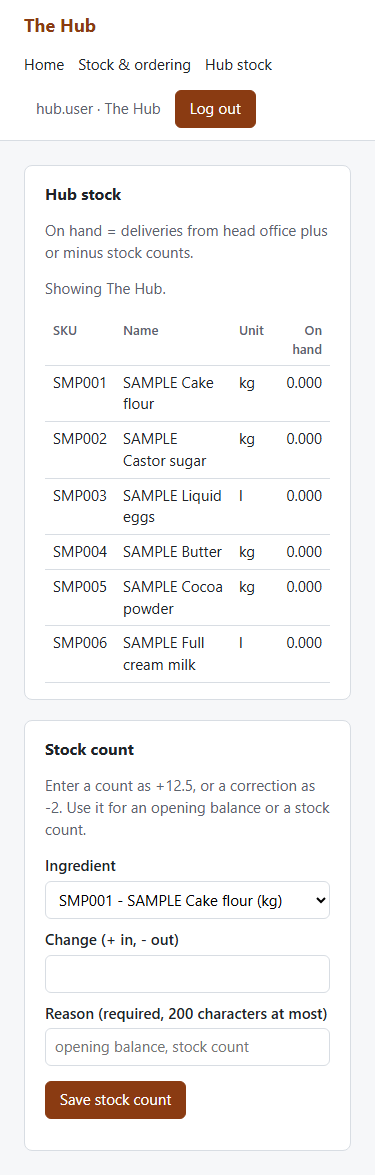 The Hub
Home Stock & ordering Hub stock
hub.user · The Hub Log out
Hub stock
On hand = deliveries from head office plus
or minus stock counts.
Showing The Hub.
SKU Name Unit On
hand
SMP001 SAMPLE Cake kg 0.000
flour
SMP002 SAMPLE kg 0.000
Castor sugar
SMP003 SAMPLE Liquid l 0.000
eggs
SMP004 SAMPLE Butter kg 0.000
SMP005 SAMPLE Cocoa kg 0.000
powder
SMP006 SAMPLE Full l 0.000
cream milk
Stock count
Enter a count as +12.5, or a correction as
-2. Use it for an opening balance or a stock
count.
Ingredient
SMP001 - SAMPLE Cake flour (kg)
Change (+ in, - out)
Reason (required, 200 characters at most)
opening balance, stock count
Save stock count